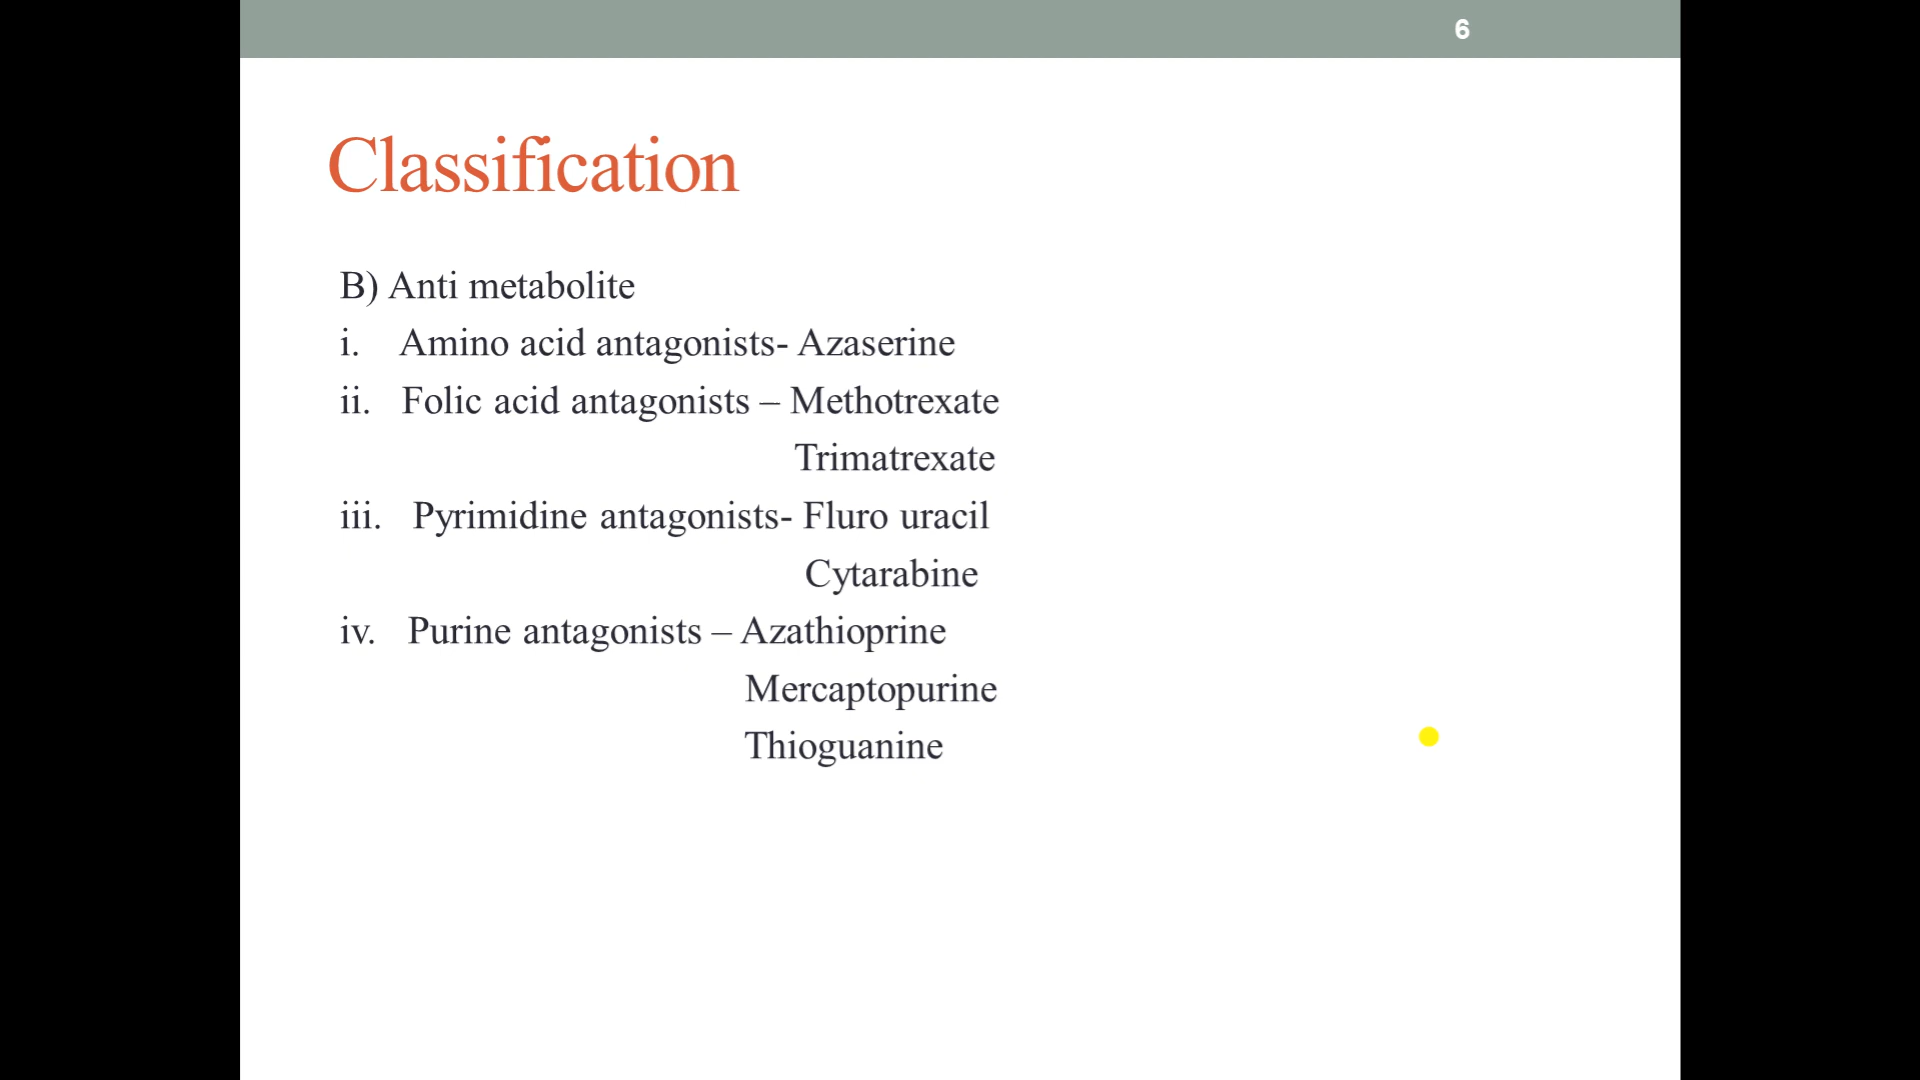 6
Classification
B) Anti metabolite
i. Amino acid antagonists- Azaserine
ii. Folic acid antagonists – Methotrexate
Trimatrexate
iii. Pyrimidine antagonists- Fluro uracil
Cytarabine
iv. Purine antagonists – Azathioprine
Mercaptopurine
Thioguanine